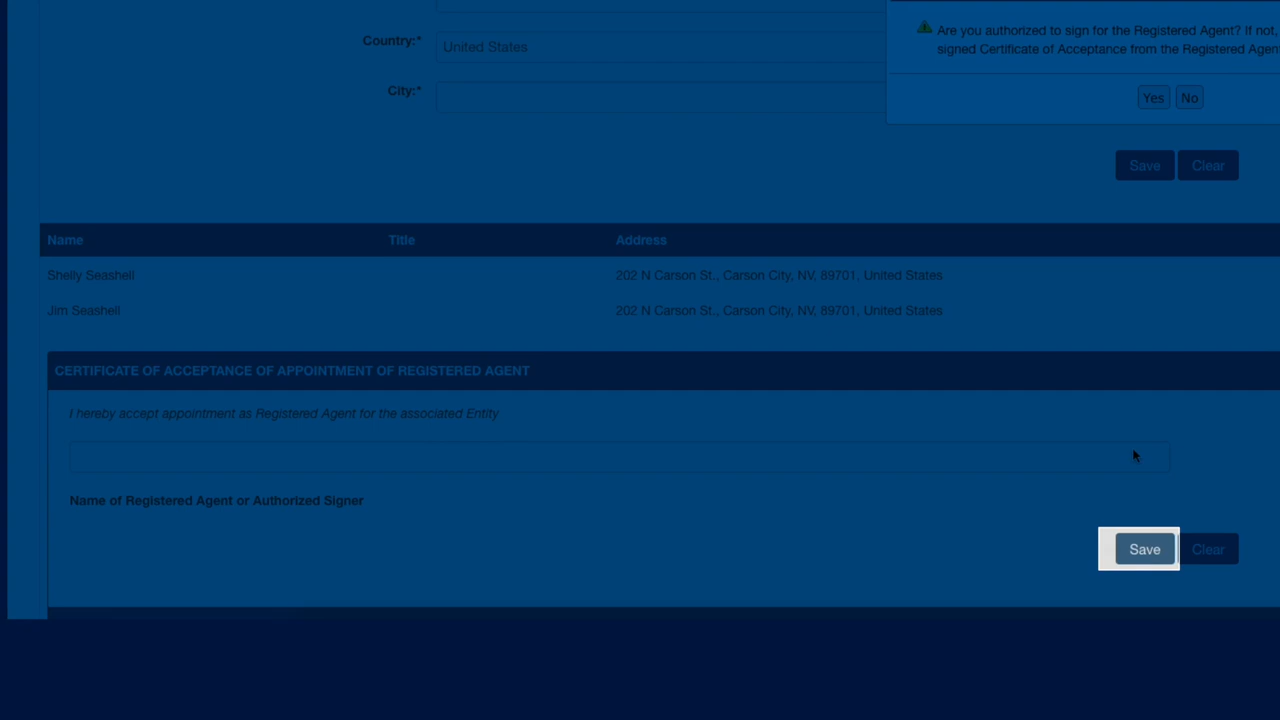 Country:* United States
Are you authorized to sign for the Registered Agent? If not,
signed Certificate of Acceptance from the Registered Agen
City:*
Yes No
Save Clear
Name Title Address
Shelly Seashell 202 N Carson St., Carson City, NV, 89701, United States
Jim Seashell 202 N Carson St., Carson City, NV, 89701, United States
CERTIFICATE OF ACCEPTANCE OF APPOINTMENT OF REGISTERED AGENT
I hereby accept appointment as Registered Agent for the associated Entity
Name of Registered Agent or Authorized Signer
Save Clear